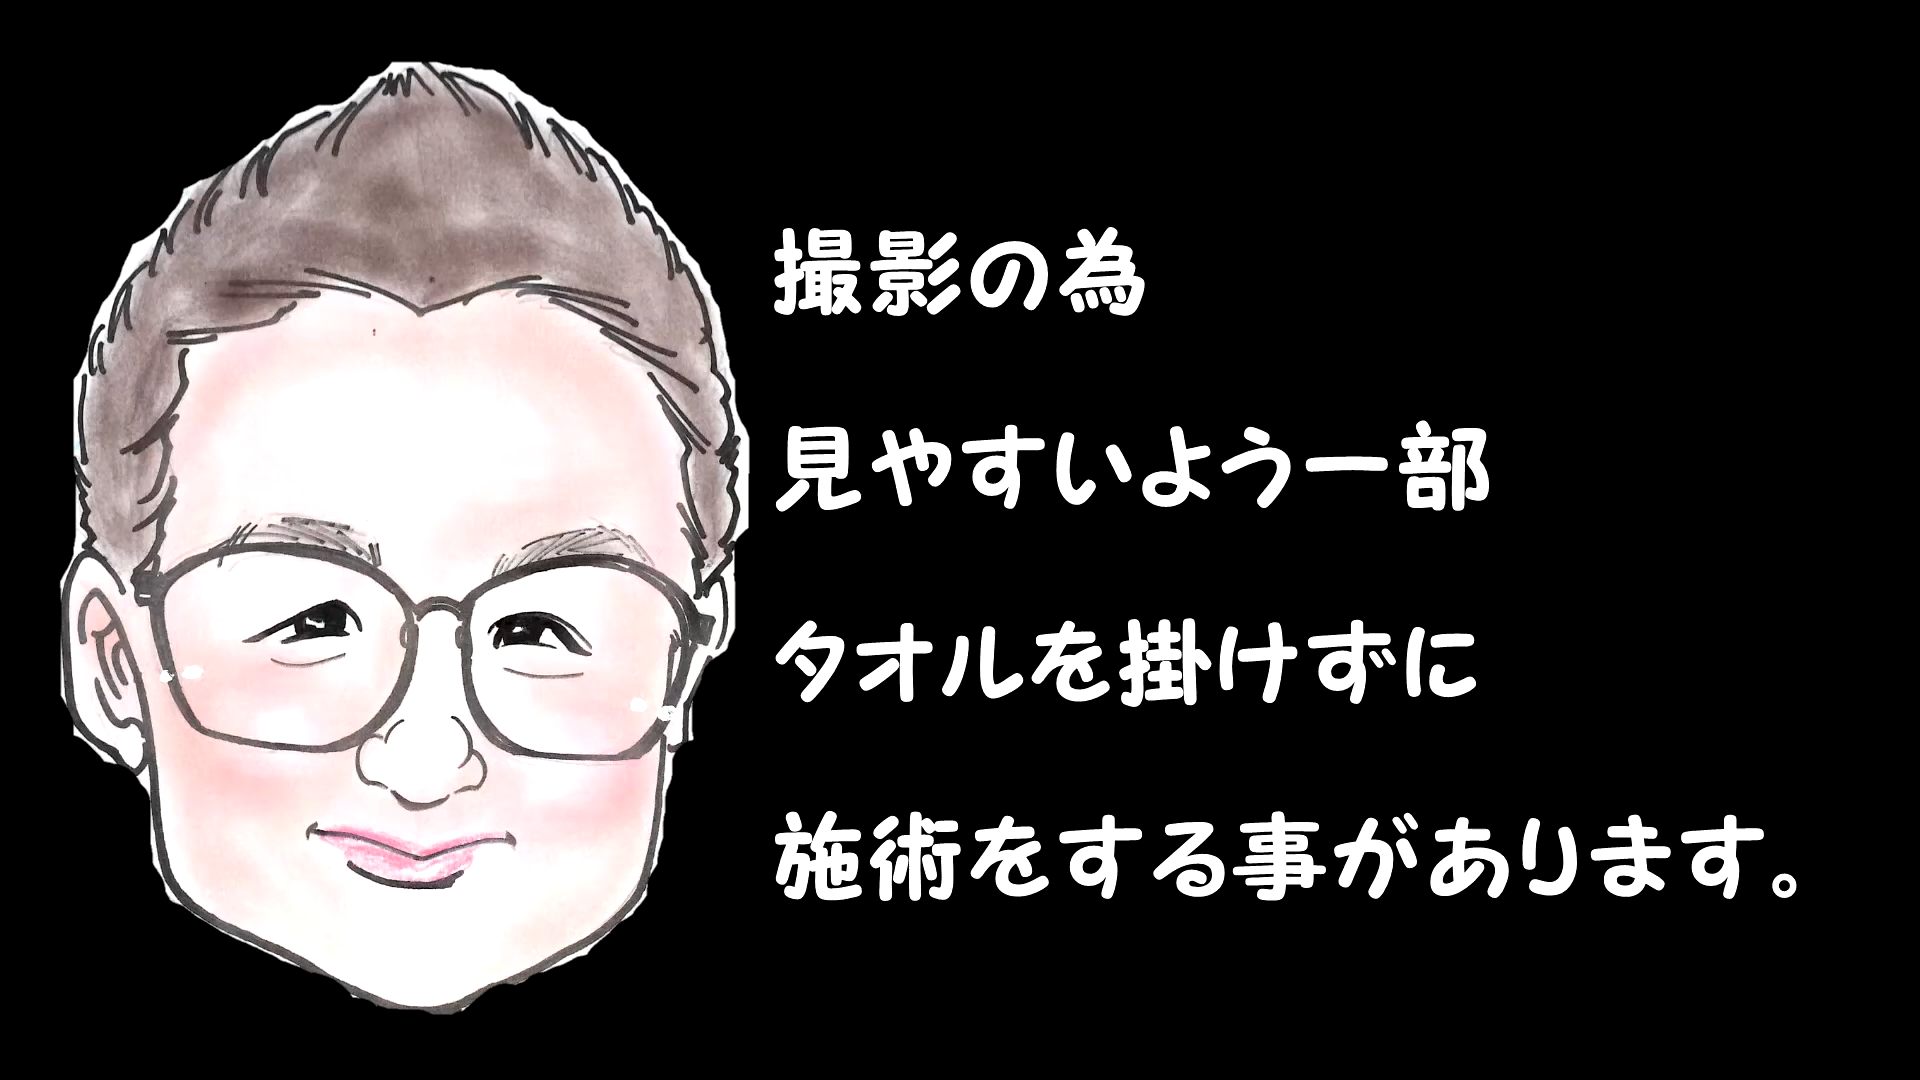 撮影の為
見やすいよう一部
タオルを掛けずに
施術をする事があります。